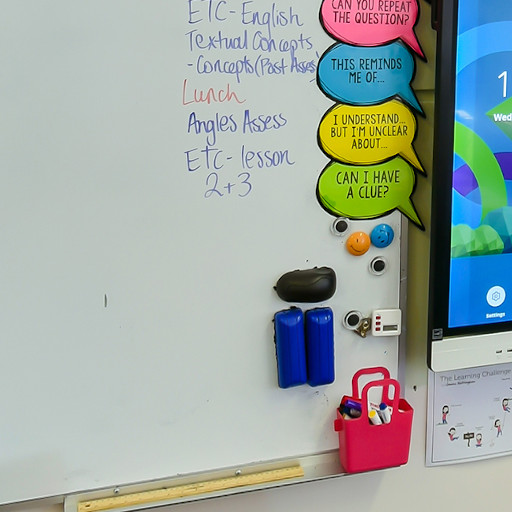 ETC-English
Textual Concepts
- Concepts (Past Assess)
Lunch
Angles Assess
ETC- lesson
2+3
CAN YOU REPEAT
THE QUESTION?
THIS REMINDS
ME OF...
I UNDERSTAND...
BUT I'M UNCLEAR
ABOUT...
CAN I HAVE
A CLUE?
1
Wed
Settings
The Learning Challenge